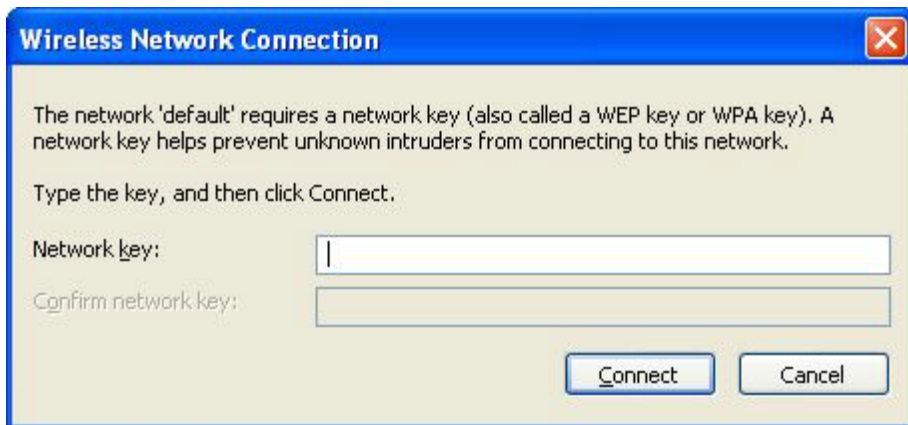 Wireless Network Connection
The network 'default' requires a network key (also called a WEP key or WPA key). A
network key helps prevent unknown intruders from connecting to this network.
Type the key, and then click Connect.
Network key:
Confirm network key:
Connect Cancel